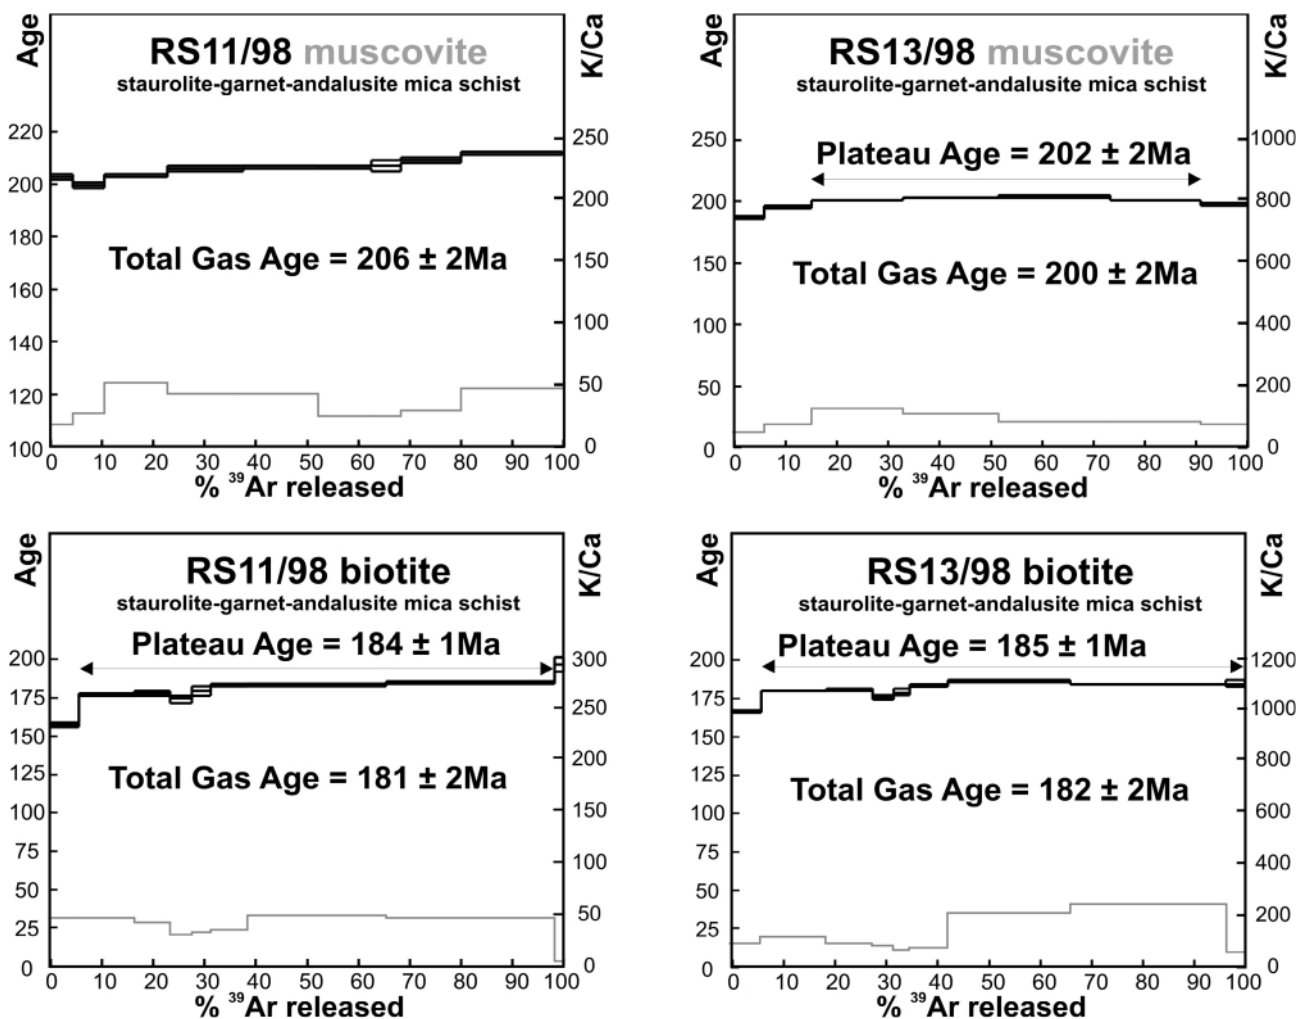 Age
K/Ca
RS11/98 muscovite
staurolite-garnet-andalusite mica schist
220
200
180
160
140
120
100
250
200
150
100
50
0
Total Gas Age = 206 ± 2Ma
0 10 20 30 40 50 60 70 80 90 100
% ³⁹Ar released
Age
K/Ca
RS13/98 muscovite
staurolite-garnet-andalusite mica schist
250
200
150
100
50
0
1000
800
600
400
200
0
Plateau Age = 202 ± 2Ma
Total Gas Age = 200 ± 2Ma
0 10 20 30 40 50 60 70 80 90 100
% ³⁹Ar released
Age
K/Ca
RS11/98 biotite
staurolite-garnet-andalusite mica schist
Plateau Age = 184 ± 1Ma
200
175
150
125
100
75
50
25
0
300
250
200
150
100
50
0
Total Gas Age = 181 ± 2Ma
0 10 20 30 40 50 60 70 80 90 100
% ³⁹Ar released
Age
K/Ca
RS13/98 biotite
staurolite-garnet-andalusite mica schist
Plateau Age = 185 ± 1Ma
200
175
150
125
100
75
50
25
0
1200
1000
800
600
400
200
0
Total Gas Age = 182 ± 2Ma
0 10 20 30 40 50 60 70 80 90 100
% ³⁹Ar released